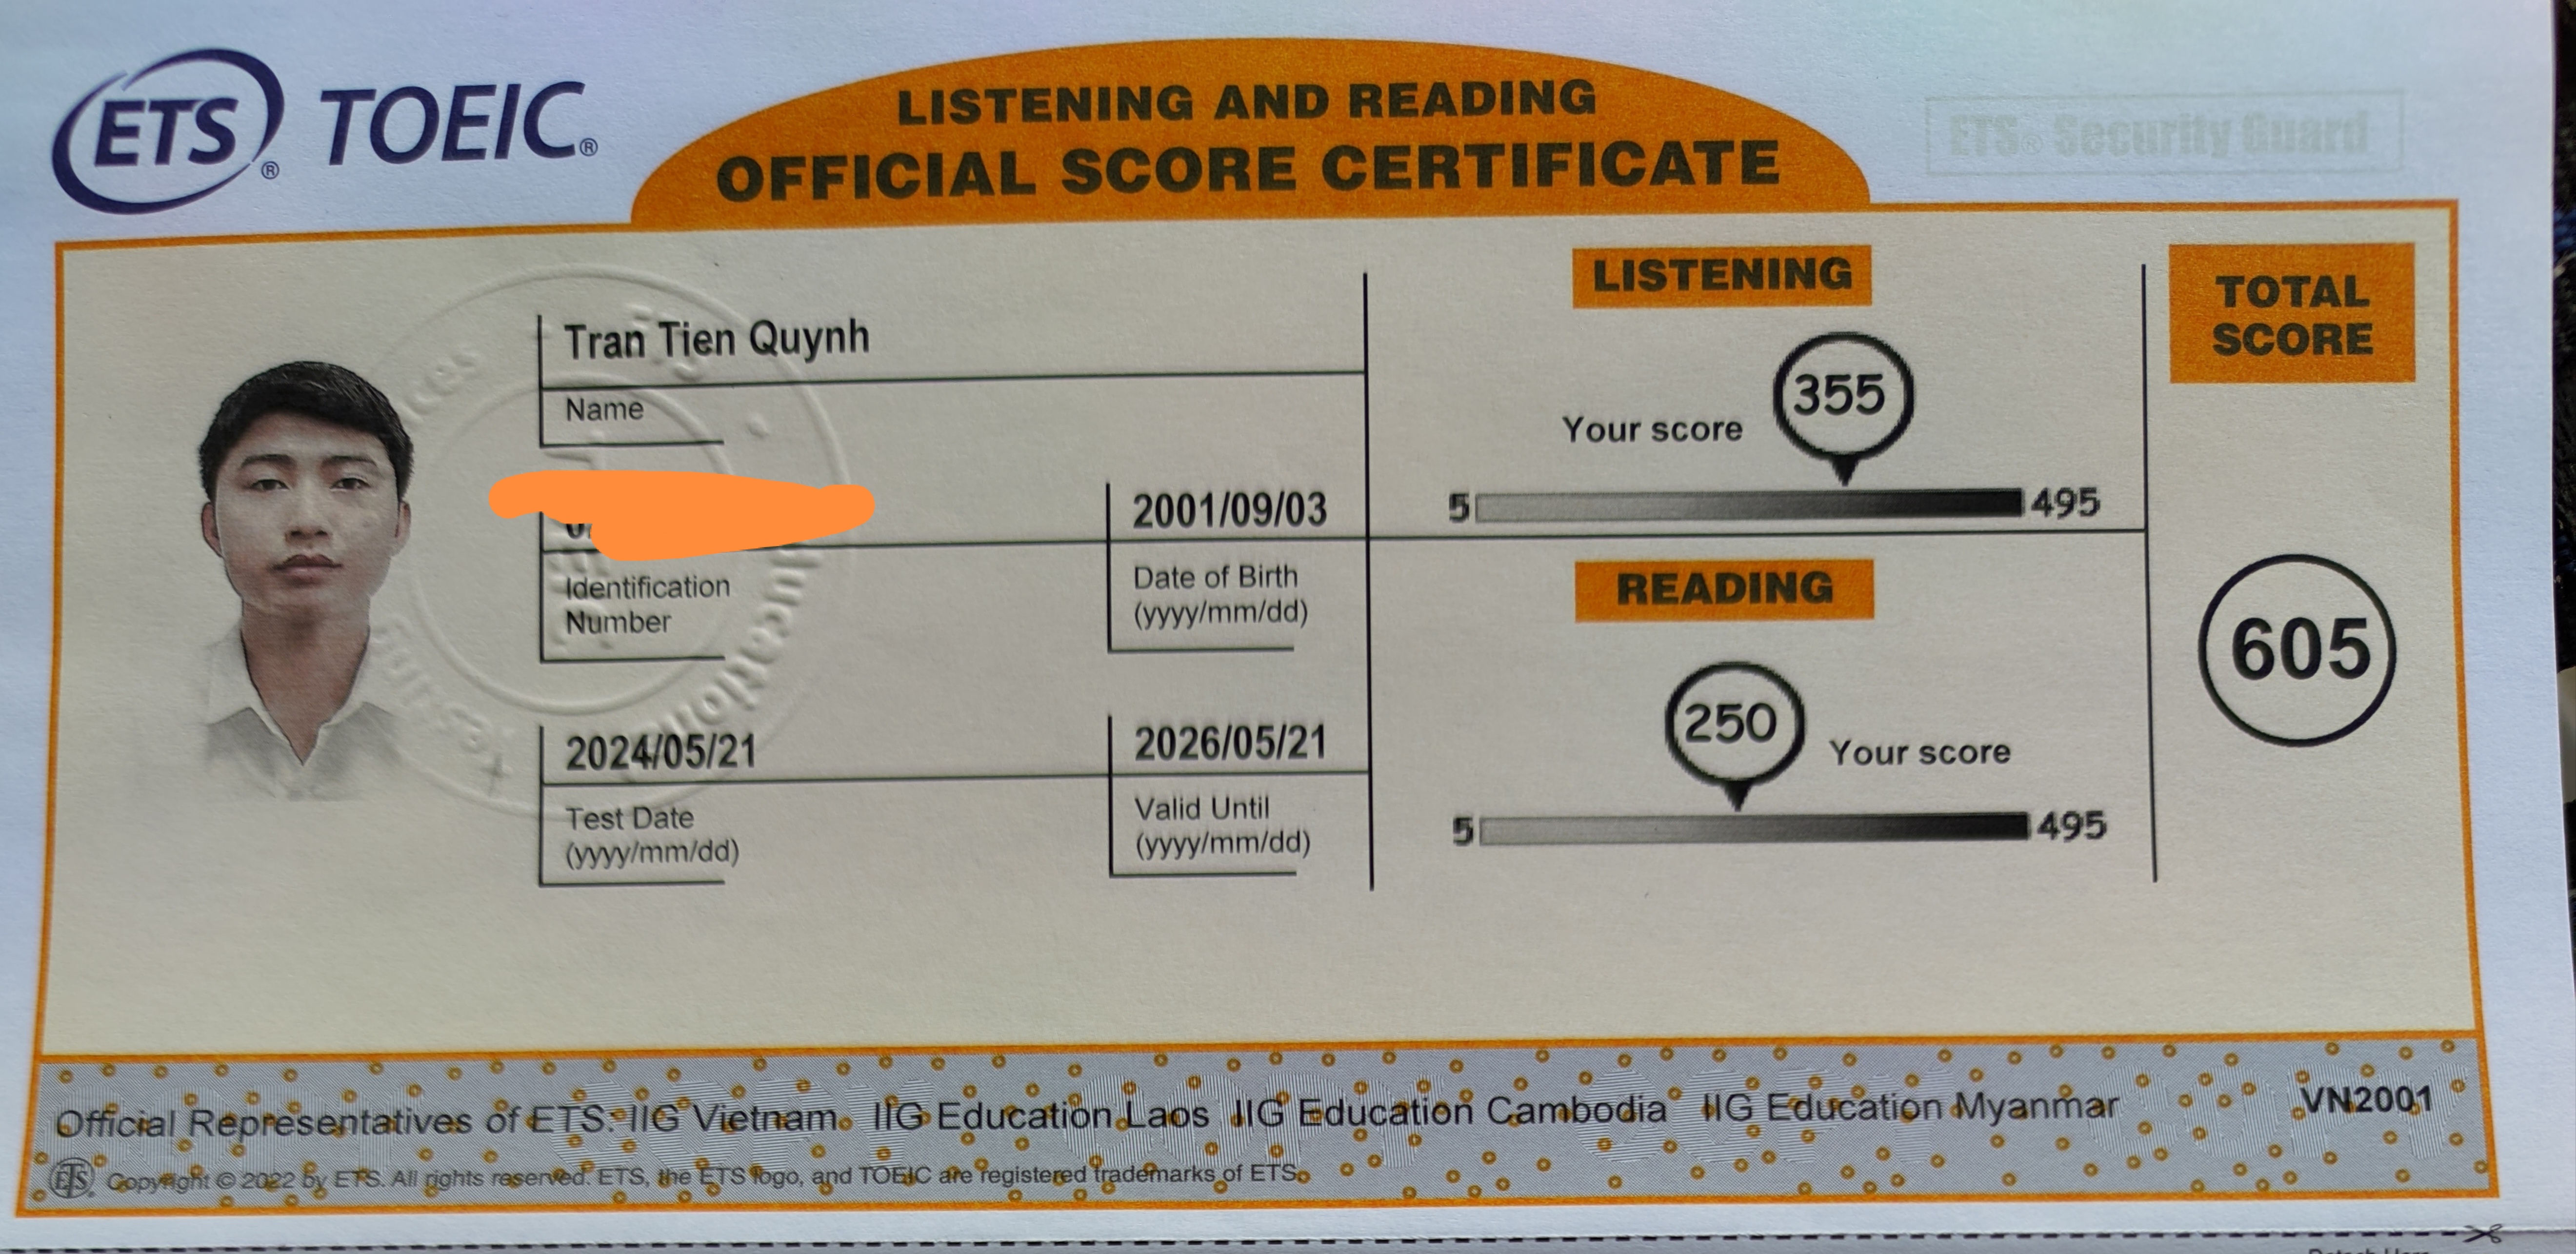 ETS® TOEIC®
LISTENING AND READING
OFFICIAL SCORE CERTIFICATE
ETS® Security Guard
Tran Tien Quynh
Name
Identification
Number
2001/09/03
Date of Birth
(yyyy/mm/dd)
2024/05/21
Test Date
(yyyy/mm/dd)
2026/05/21
Valid Until
(yyyy/mm/dd)
LISTENING
Your score 355
5 495
READING
250 Your score
5 495
TOTAL
SCORE
605
Official Representatives of ETS: IIG Vietnam IIG Education Laos IIG Education Cambodia IIG Education Myanmar
VN2001
ETS® Copyright © 2022 by ETS. All rights reserved. ETS, the ETS logo, and TOEIC are registered trademarks of ETS.